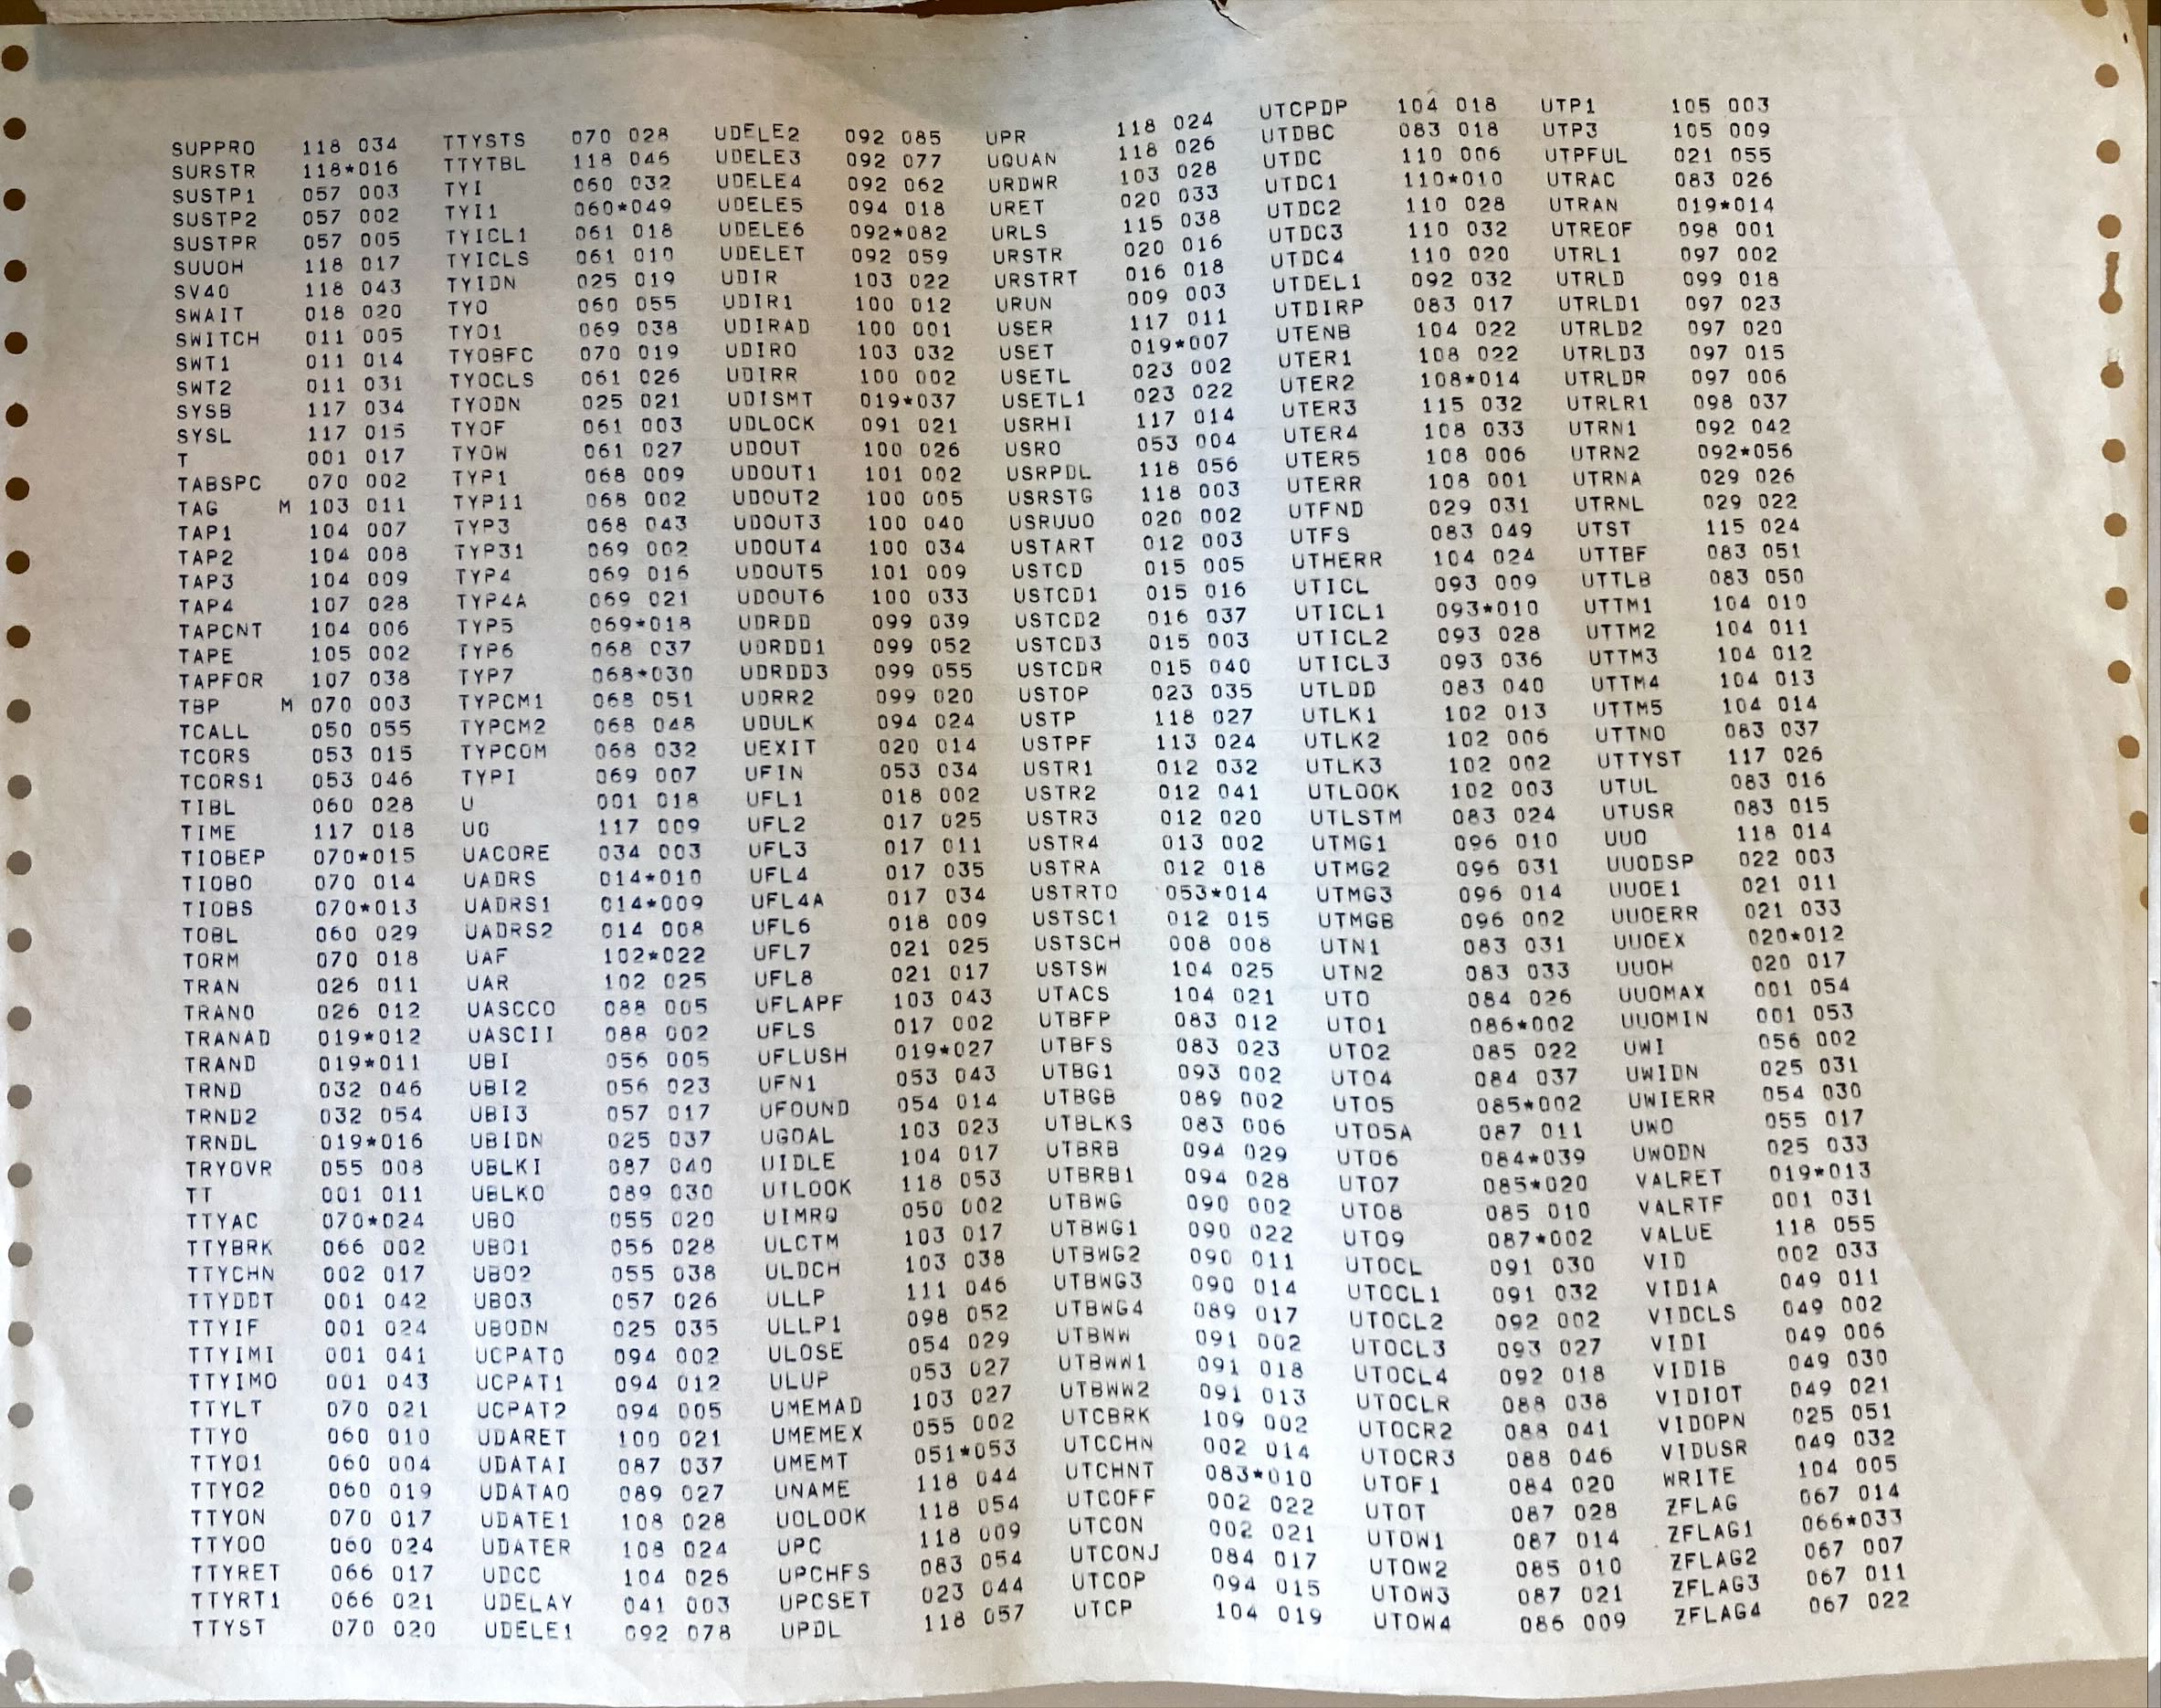 SUPPRO 118 034
SURSTR 118*016
SUSTP1 057 003
SUSTP2 057 002
SUSTPR 057 005
SUUOH 118 017
SV40 118 043
SWAIT 018 020
SWITCH 011 005
SWT1 011 014
SWT2 011 031
SYSB 117 034
SYSL 117 015
T 001 017
TABSPC 070 002
TAG M 103 011
TAP1 104 007
TAP2 104 008
TAP3 104 009
TAP4 107 028
TAPCNT 104 006
TAPE 105 002
TAPFOR 107 038
TBP M 070 003
TCALL 050 055
TCORS 053 015
TCORS1 053 046
TIBL 060 028
TIME 117 018
TIOBEP 070*015
TIOBO 070 014
TIOBS 070*013
TOBL 060 029
TORM 070 018
TRAN 026 011
TRANO 026 012
TRANAD 019*012
TRAND 019*011
TRND 032 046
TRND2 032 054
TRNDL 019*016
TRYOVR 055 008
TT 001 011
TTYAC 070*024
TTYBRK 066 002
TTYCHN 002 017
TTYDDT 001 042
TTYIF 001 024
TTYIMI 001 041
TTYIMO 001 043
TTYLT 070 021
TTYO 060 010
TTYO1 060 004
TTYO2 060 019
TTYON 070 017
TTYOO 060 024
TTYRET 066 017
TTYRT1 066 021
TTYST 070 020
TTYSTS 070 028
TTYTBL 118 046
TYI 060 032
TYI1 060*049
TYICL1 061 018
TYICLS 061 010
TYIDN 025 019
TYO 060 055
TYO1 069 038
TYOBFC 070 019
TYOCLS 061 026
TYODN 025 021
TYOF 061 003
TYOW 061 027
TYP1 068 009
TYP11 068 002
TYP3 068 043
TYP31 069 002
TYP4 069 016
TYP4A 069 021
TYP5 069*018
TYP6 068 037
TYP7 068*030
TYPCM1 068 051
TYPCM2 068 048
TYPCOM 068 032
TYPI 069 007
U 001 018
UO 117 009
UACORE 034 003
UADRS 014*010
UADRS1 014*009
UADRS2 014 008
UAF 102*022
UAR 102 025
UASCCO 088 005
UASCII 088 002
UBI 056 005
UBI2 056 023
UBI3 057 017
UBIDN 025 037
UBLKI 087 040
UBLKO 089 030
UBO 055 020
UBO1 056 028
UBO2 055 038
UBO3 057 026
UBODN 025 035
UCPATO 094 002
UCPAT1 094 012
UCPAT2 094 005
UDARET 100 021
UDATAI 087 037
UDATAO 089 027
UDATE1 108 028
UDATER 108 024
UDCC 104 026
UDELAY 041 003
UDELE1 092 078
UDELE2 092 085
UDELE3 092 077
UDELE4 092 062
UDELE5 094 018
UDELE6 092*082
UDELET 092 059
UDIR 103 022
UDIR1 100 012
UDIRAD 100 001
UDIRO 103 032
UDIRR 100 002
UDISMT 019*037
UDLOCK 091 021
UDOUT 100 026
UDOUT1 101 002
UDOUT2 100 005
UDOUT3 100 040
UDOUT4 100 034
UDOUT5 101 009
UDOUT6 100 033
UDRDD 099 039
UDRDD1 099 052
UDRDD3 099 055
UDRR2 099 020
UDULK 094 024
UEXIT 020 014
UFIN 053 034
UFL1 018 002
UFL2 017 025
UFL3 017 011
UFL4 017 035
UFL4A 017 034
UFL6 018 009
UFL7 021 025
UFL8 021 017
UFLAPF 103 043
UFLS 017 002
UFLUSH 019*027
UFN1 053 043
UFOUND 054 014
UGOAL 103 023
UIDLE 104 017
UILOOK 118 053
UIMRQ 050 002
ULCTM 103 017
ULDCH 103 038
ULLP 111 046
ULLP1 098 052
ULOSE 054 029
ULUP 053 027
UMEMAD 103 027
UMEMEX 055 002
UMEMT 051*053
UNAME 118 044
UOLOOK 118 054
UPC 118 009
UPCHFS 083 054
UPCSET 023 044
UPDL 118 057
UPR 118 024
UQUAN 118 026
URDWR 103 028
URET 020 033
URLS 115 038
URSTR 020 016
URSTRT 016 018
URUN 009 003
USER 117 011
USET 019*007
USETL 023 002
USETL1 023 022
USRHI 117 014
USRO 053 004
USRPDL 118 056
USRSTG 118 003
USRUUO 020 002
USTART 012 003
USTCD 015 005
USTCD1 015 016
USTCD2 016 037
USTCD3 015 003
USTCDR 015 040
USTOP 023 035
USTP 118 027
USTPF 113 024
USTR1 012 032
USTR2 012 041
USTR3 012 020
USTR4 013 002
USTRA 012 018
USTRTO 053*014
USTSC1 012 015
USTSCH 008 008
USTSW 104 025
UTACS 104 021
UTBFP 083 012
UTBFS 083 023
UTBG1 093 002
UTBGB 089 002
UTBLKS 083 006
UTBRB 094 029
UTBRB1 094 028
UTBWG 090 002
UTBWG1 090 022
UTBWG2 090 011
UTBWG3 090 014
UTBWG4 089 017
UTBWW 091 002
UTBWW1 091 018
UTBWW2 091 013
UTCBRK 109 002
UTCCHN 002 014
UTCHNT 083*010
UTCOFF 002 022
UTCON 002 021
UTCONJ 084 017
UTCOP 094 015
UTCP 104 019
UTCPDP 104 018
UTDBC 083 018
UTDC 110 006
UTDC1 110*010
UTDC2 110 028
UTDC3 110 032
UTDC4 110 020
UTDEL1 092 032
UTDIRP 083 017
UTENB 104 022
UTER1 108 022
UTER2 108*014
UTER3 115 032
UTER4 108 033
UTER5 108 006
UTERR 108 001
UTFND 029 031
UTFS 083 049
UTHERR 104 024
UTICL 093 009
UTICL1 093*010
UTICL2 093 028
UTICL3 093 036
UTLDD 083 040
UTLK1 102 013
UTLK2 102 006
UTLK3 102 002
UTLOOK 102 003
UTLSTM 083 024
UTMG1 096 010
UTMG2 096 031
UTMG3 096 014
UTMGB 096 002
UTN1 083 031
UTN2 083 033
UTO 084 026
UTO1 086*002
UTO2 085 022
UTO4 084 037
UTO5 085*002
UTO5A 087 011
UTO6 084*039
UTO7 085*020
UTO8 085 010
UTO9 087*002
UTOCL 091 030
UTOCL1 091 032
UTOCL2 092 002
UTOCL3 093 027
UTOCL4 092 018
UTOCLR 088 038
UTOCR2 088 041
UTOCR3 088 046
UTOF1 084 020
UTOT 087 028
UTOW1 087 014
UTOW2 085 010
UTOW3 087 021
UTOW4 086 009
UTP1 105 003
UTP3 105 009
UTPFUL 021 055
UTRAC 083 026
UTRAN 019*014
UTREOF 098 001
UTRL1 097 002
UTRLD 099 018
UTRLD1 097 023
UTRLD2 097 020
UTRLD3 097 015
UTRLDR 097 006
UTRLR1 098 037
UTRN1 092 042
UTRN2 092*056
UTRNA 029 026
UTRNL 029 022
UTST 115 024
UTTBF 083 051
UTTLB 083 050
UTTM1 104 010
UTTM2 104 011
UTTM3 104 012
UTTM4 104 013
UTTM5 104 014
UTTNO 083 037
UTTYST 117 026
UTUL 083 016
UTUSR 083 015
UUO 118 014
UUODSP 022 003
UUOE1 021 011
UUOERR 021 033
UUOEX 020*012
UUOH 020 017
UUOMAX 001 054
UUOMIN 001 053
UWI 056 002
UWIDN 025 031
UWIERR 054 030
UWO 055 017
UWODN 025 033
VALRET 019*013
VALRTF 001 031
VALUE 118 055
VID 002 033
VID1A 049 011
VIDCLS 049 002
VIDI 049 006
VIDIB 049 030
VIDIOT 049 021
VIDOPN 025 051
VIDUSR 049 032
WRITE 104 005
ZFLAG 067 014
ZFLAG1 066*033
ZFLAG2 067 007
ZFLAG3 067 011
ZFLAG4 067 022